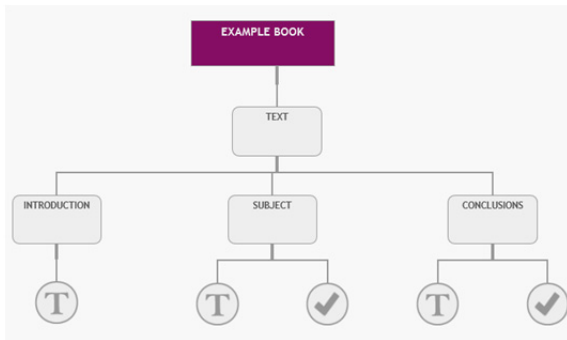 EXAMPLE BOOK
TEXT
INTRODUCTION
SUBJECT
CONCLUSIONS
T
T
T